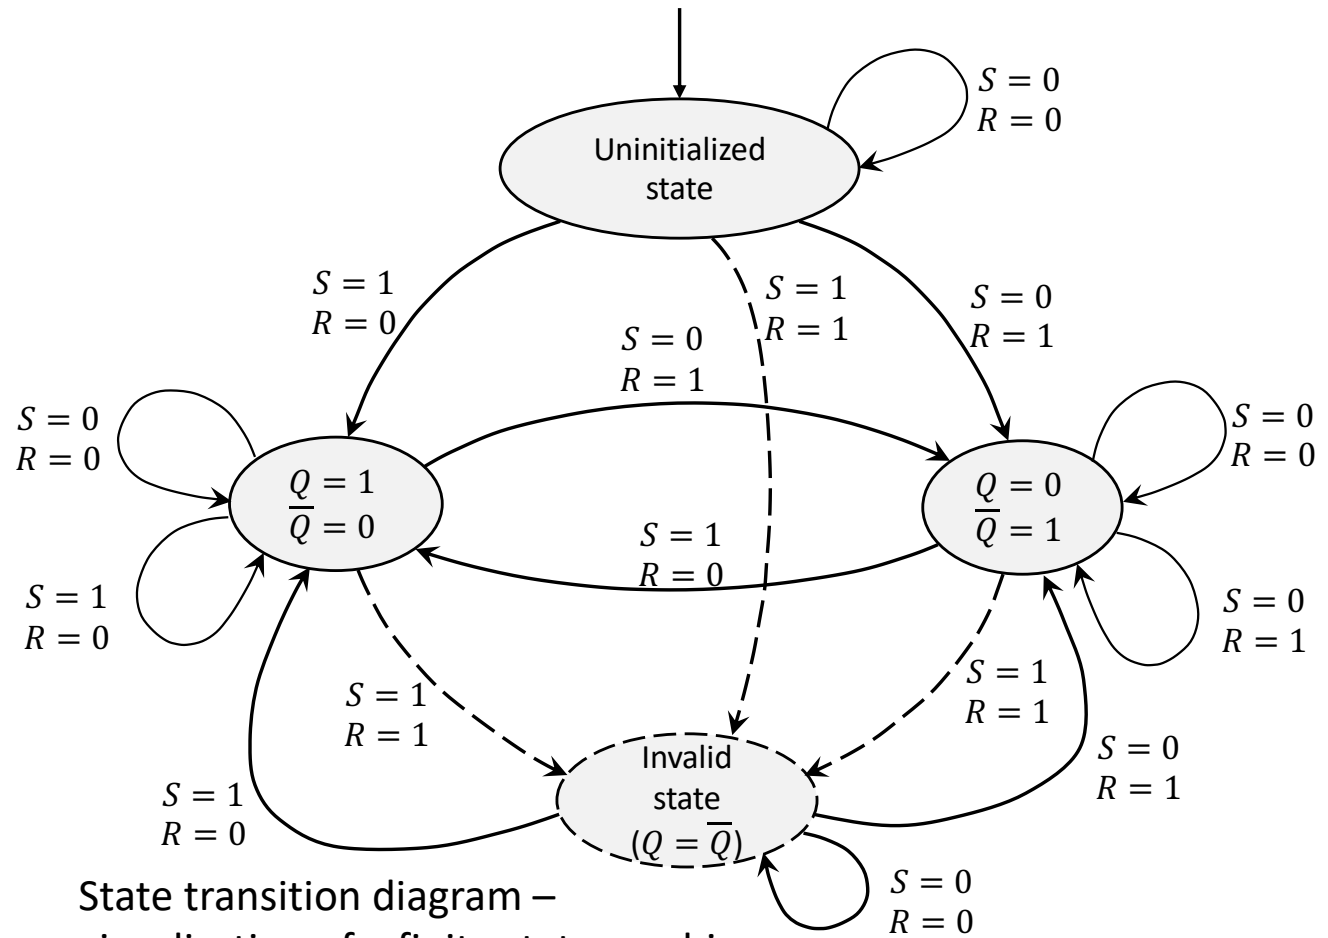 S = 0
R = 0
Uninitialized
state
S = 1
R = 0
S = 1
R = 1
S = 0
R = 1
S = 0
R = 1
S = 0
R = 0
Q = 1
Q̅ = 0
S = 1
R = 0
S = 1
R = 0
Q = 0
Q̅ = 1
S = 0
R = 0
S = 0
R = 1
S = 1
R = 1
S = 1
R = 1
Invalid
state
(Q = Q̅)
S = 1
R = 0
S = 0
R = 1
S = 0
R = 0
State transition diagram –